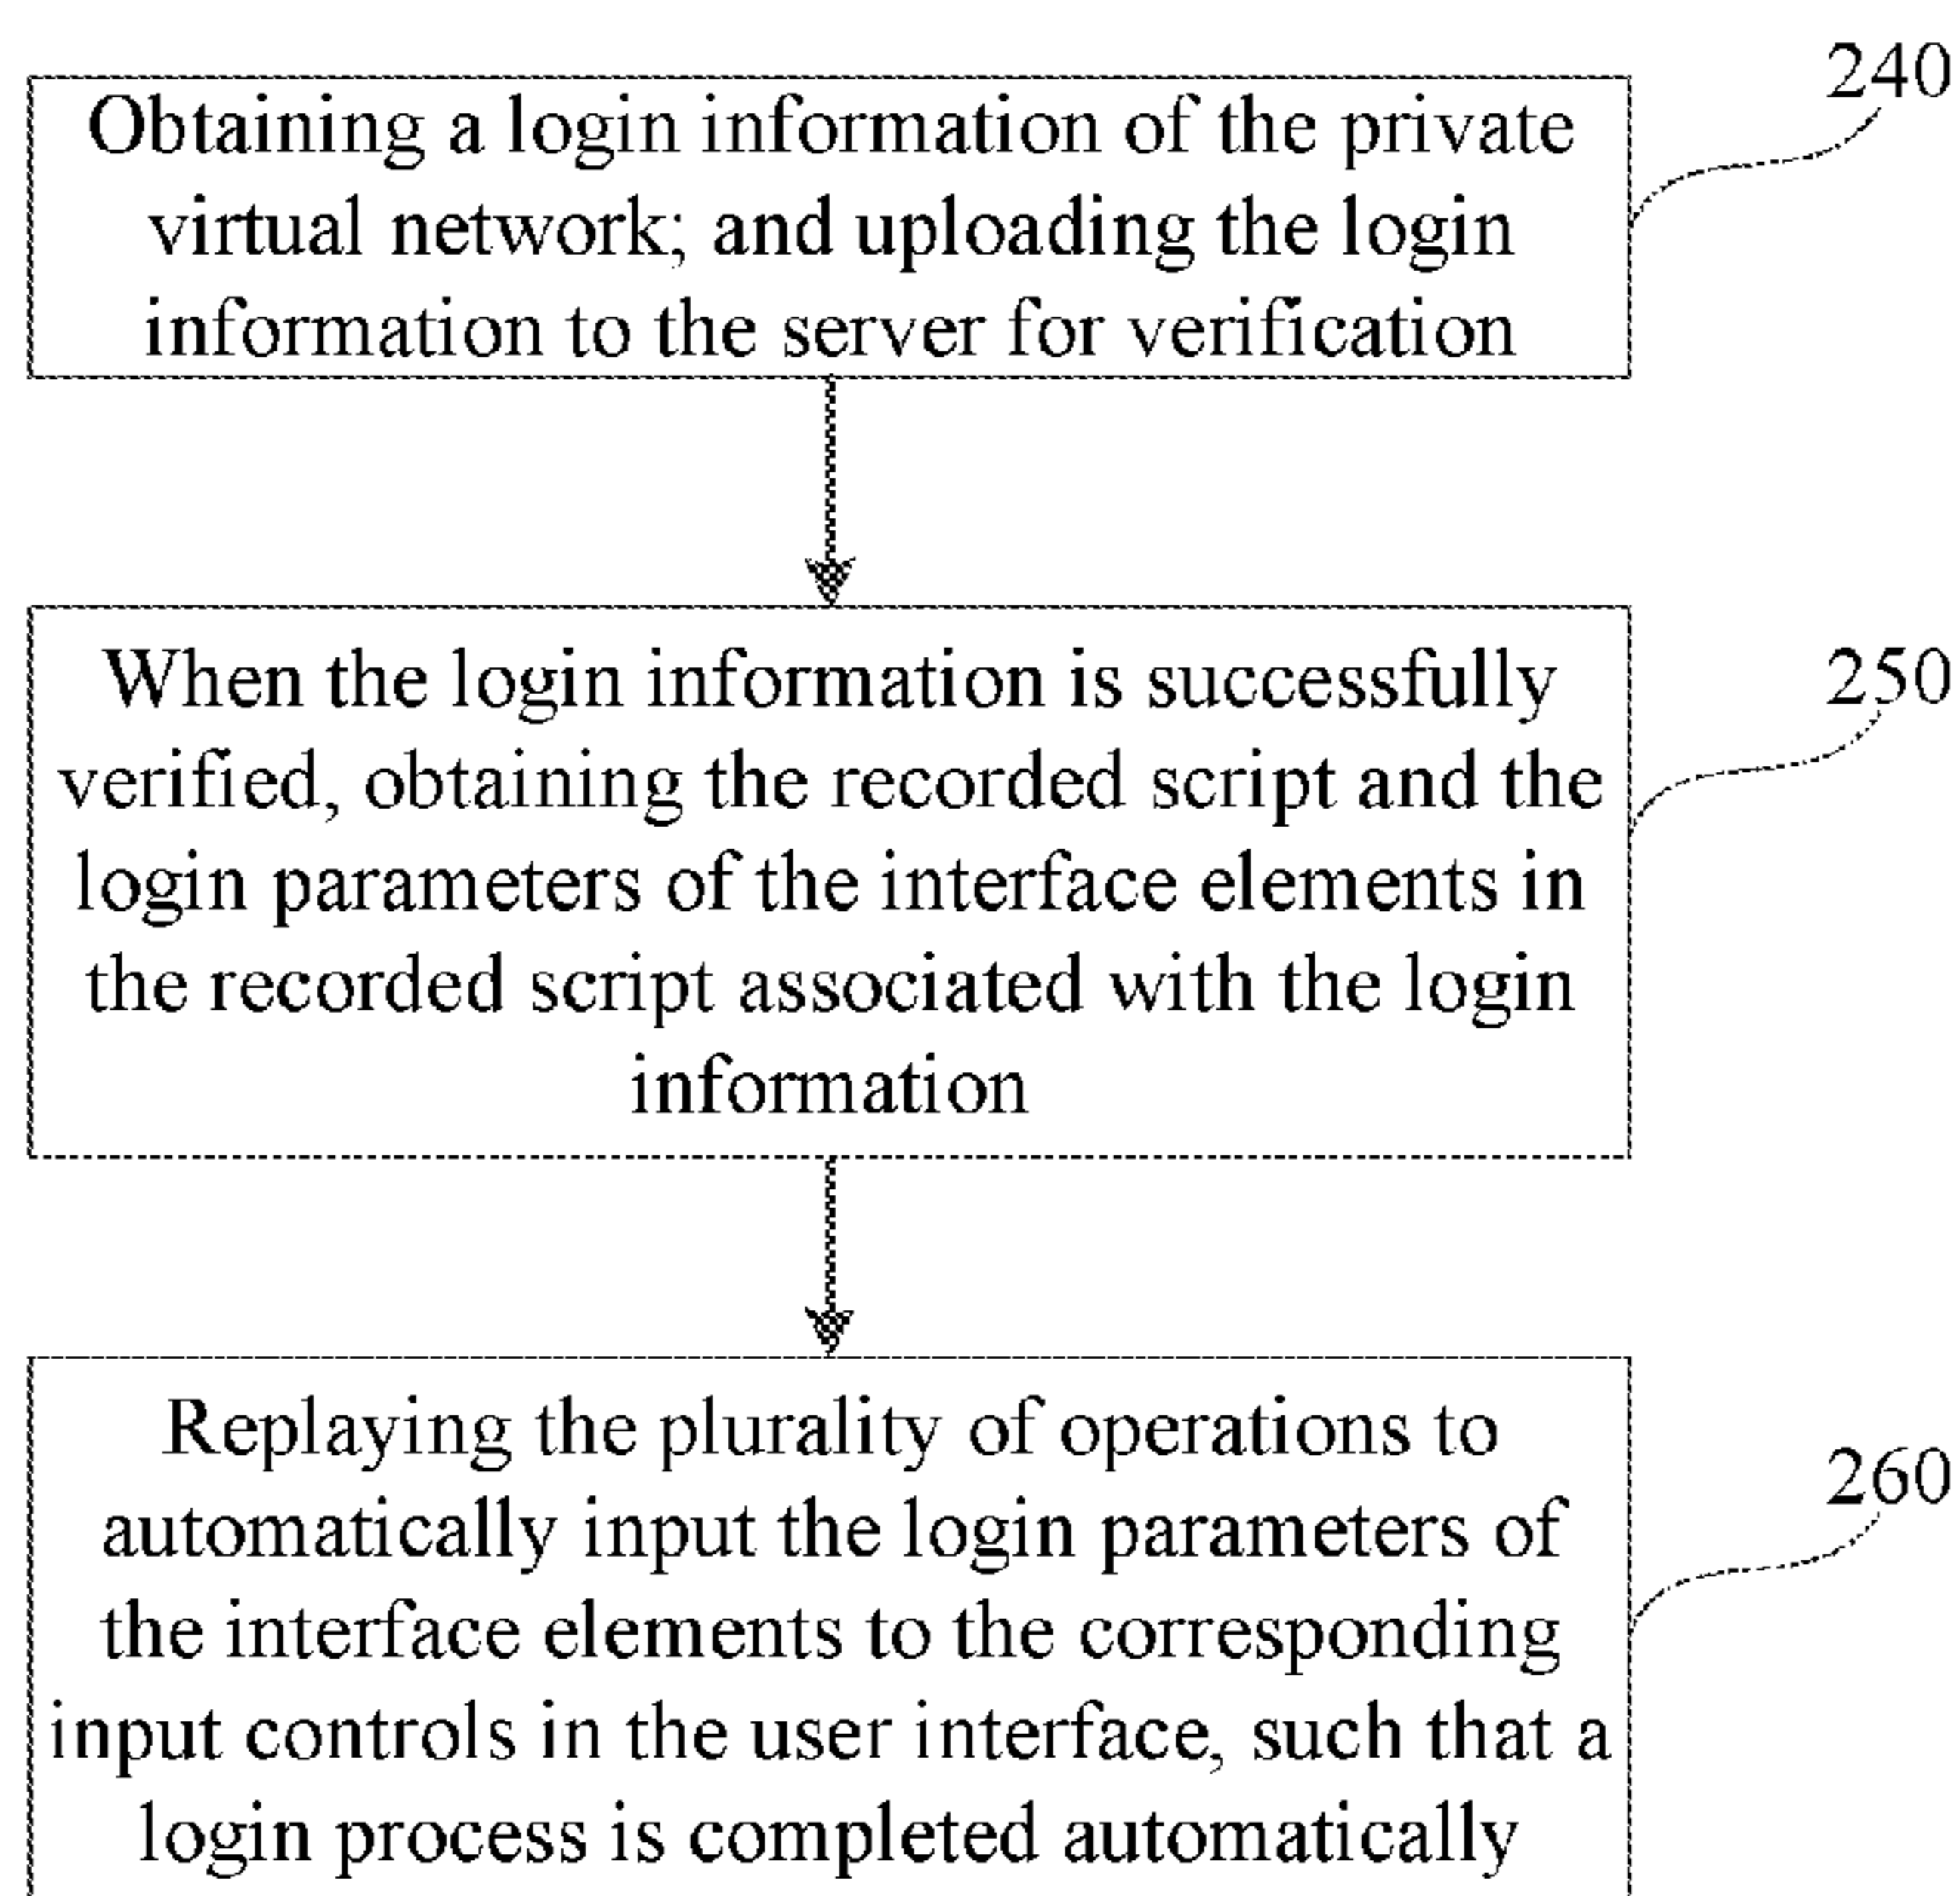 240
Obtaining a login information of the private
virtual network; and uploading the login
information to the server for verification
When the login information is successfully
250
verified, obtaining the recorded script and the
login parameters of the interface elements in
the recorded script associated with the login
information
Replaying the plurality of operations to
260
automatically input the login parameters of
the interface elements to the corresponding
input controls in the user interface, such that a
login process is completed automatically